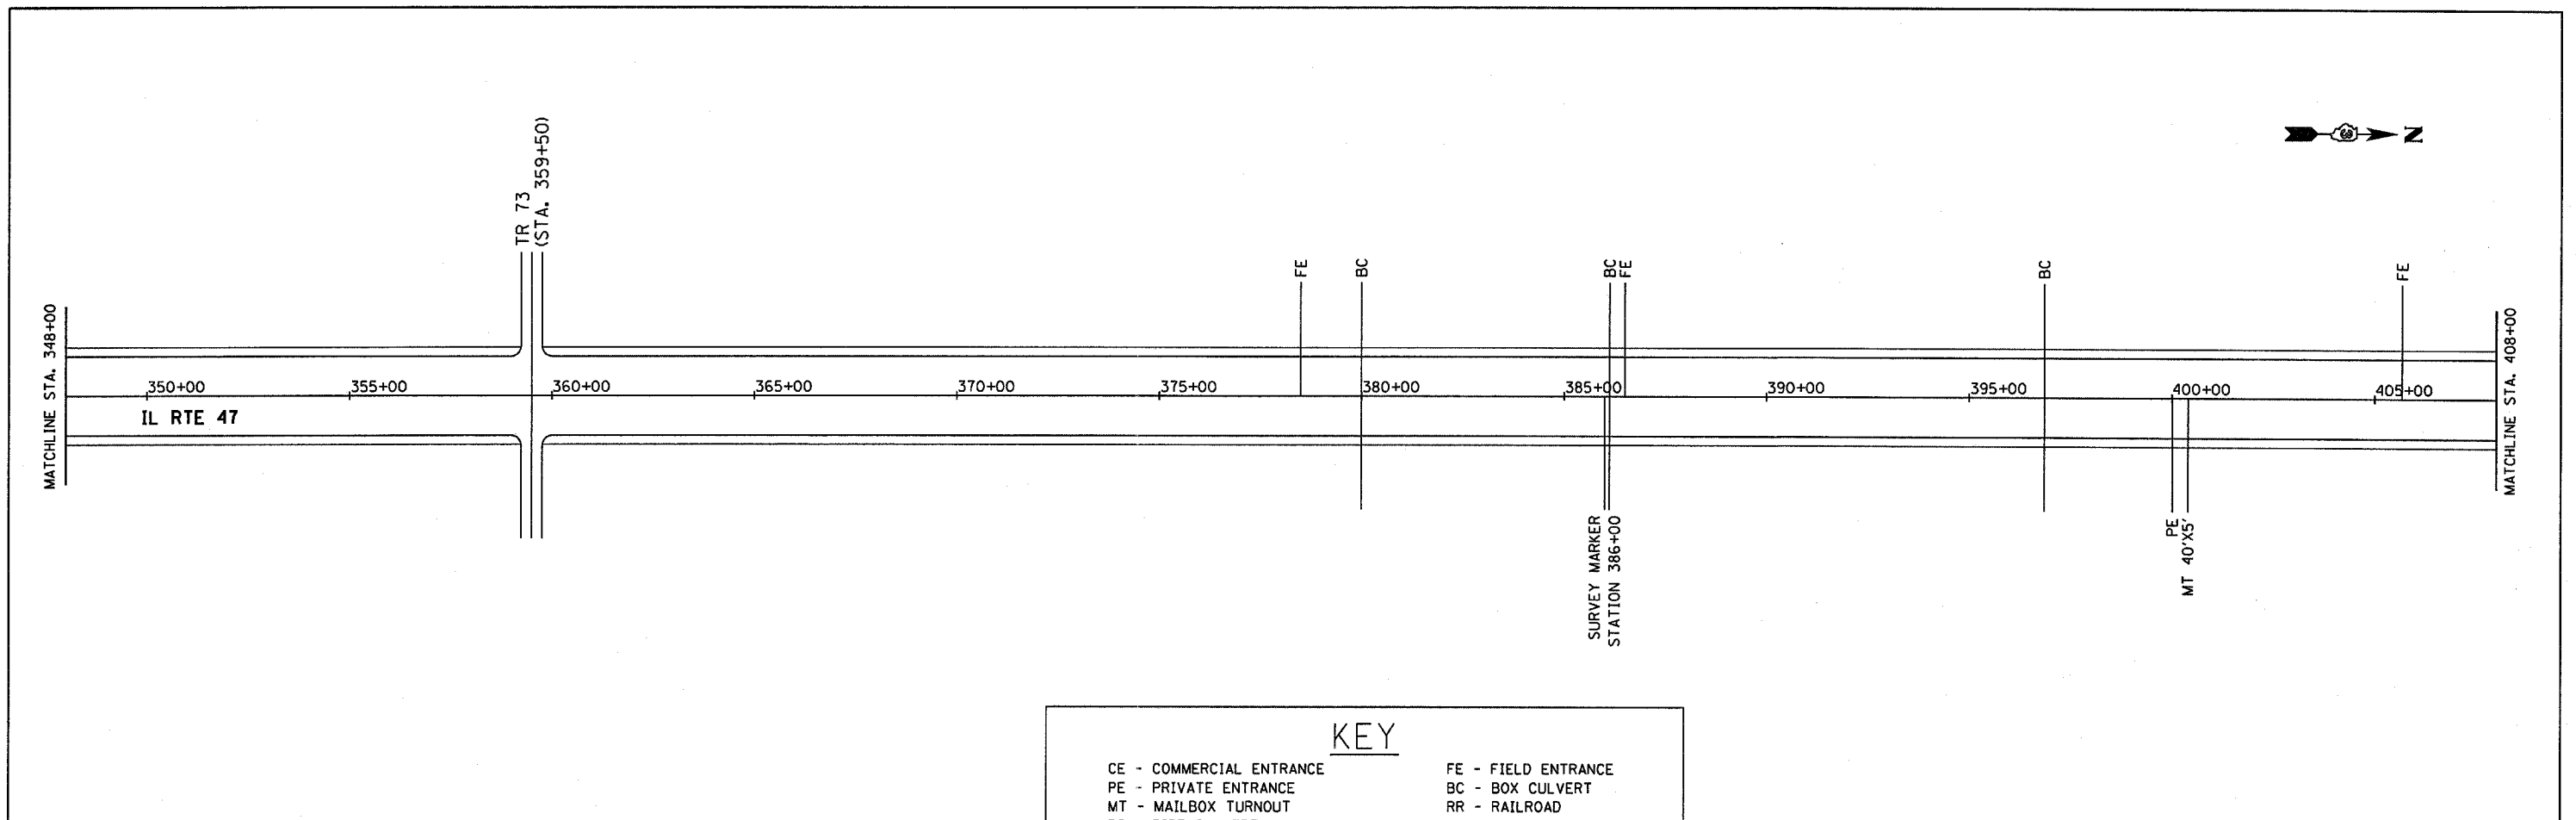 TR 73
(STA. 359+50)
N
FE
BC
BC
FE
BC
FE
MATCHLINE STA. 348+00
MATCHLINE STA. 408+00
350+00
355+00
360+00
365+00
370+00
375+00
380+00
385+00
390+00
395+00
400+00
405+00
IL RTE 47
SURVEY MARKER
STATION 386+00
PE
MT 40'X5'
KEY
CE - COMMERCIAL ENTRANCE
FE - FIELD ENTRANCE
PE - PRIVATE ENTRANCE
BC - BOX CULVERT
MT - MAILBOX TURNOUT
RR - RAILROAD